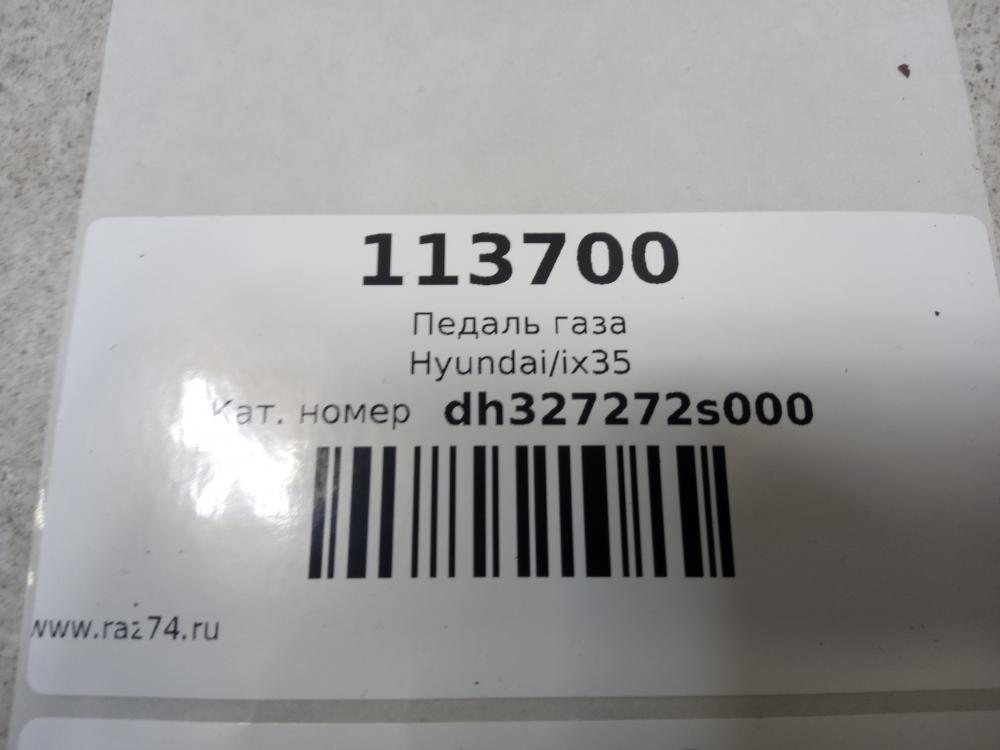 113700
Педаль газа
Hyundai/ix35
Кат. номер dh327272s000
www.raz74.ru